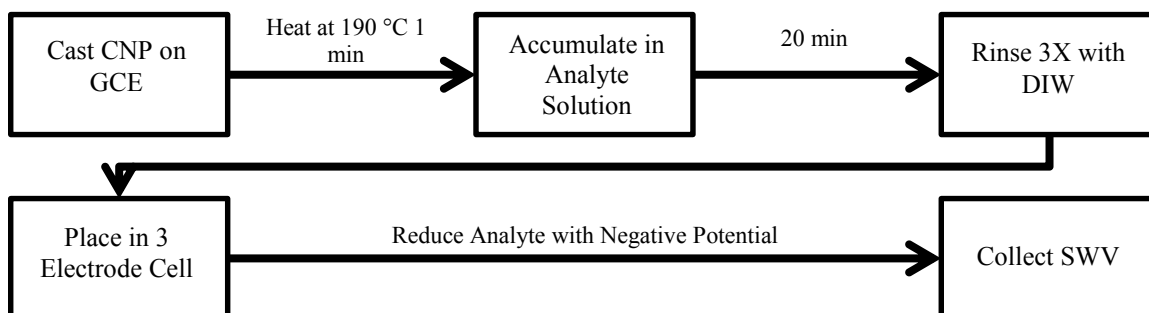 Cast CNP on
GCE
Heat at 190 °C 1
min
Accumulate in
Analyte
Solution
20 min
Rinse 3X with
DIW
Place in 3
Electrode Cell
Reduce Analyte with Negative Potential
Collect SWV